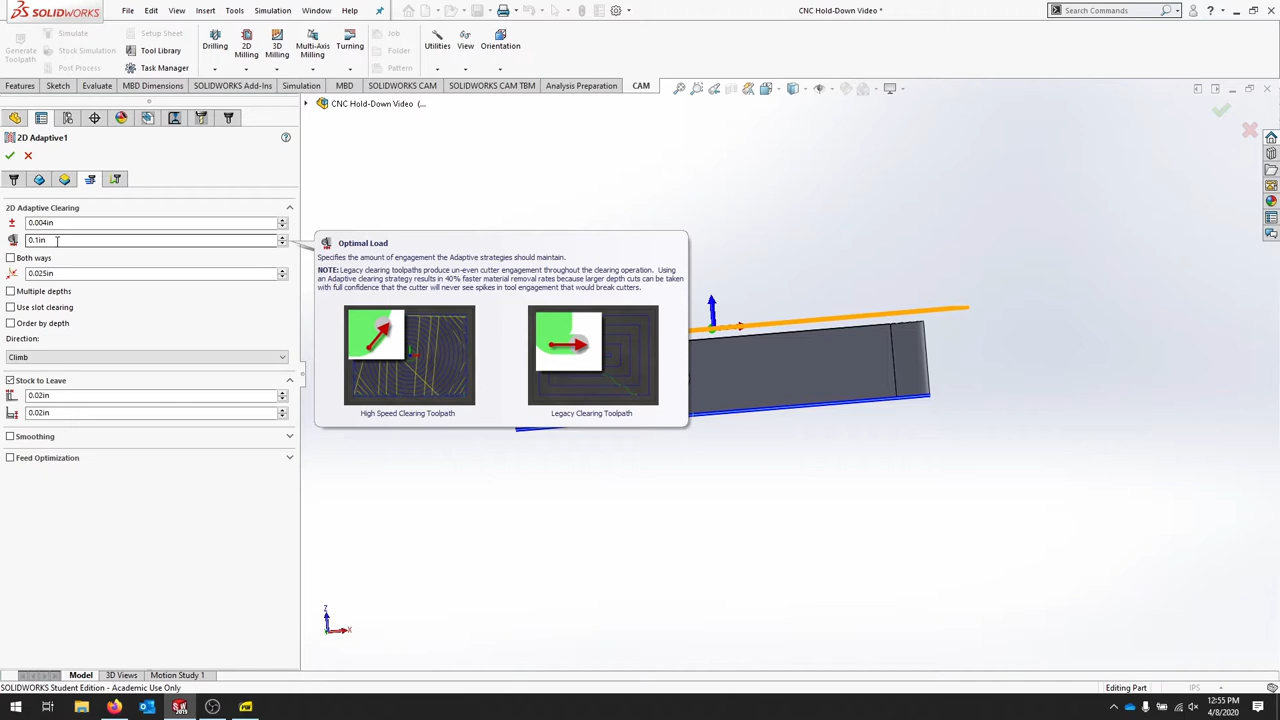 SOLIDWORKS
File Edit View Insert Tools Simulation Window Help
CNC Hold-Down Video *
Search Commands
Generate Toolpath
Simulate
Stock Simulation
Post Process
Setup Sheet
Tool Library
Task Manager
Drilling
2D Milling
3D Milling
Multi-Axis Milling
Turning
Job
Folder
Pattern
Utilities
View
Orientation
Features Sketch Evaluate MBD Dimensions SOLIDWORKS Add-Ins Simulation MBD SOLIDWORKS CAM SOLIDWORKS CAM TBM Analysis Preparation CAM
CNC Hold-Down Video (...
2D Adaptive1
2D Adaptive Clearing
0.004in
0.1in
Both ways
0.025in
Multiple depths
Use slot clearing
Order by depth
Direction:
Climb
Stock to Leave
0.02in
0.02in
Smoothing
Feed Optimization
Optimal Load
Specifies the amount of engagement the Adaptive strategies should maintain.
NOTE: Legacy clearing toolpaths produce un-even cutter engagement throughout the clearing operation. Using
an Adaptive clearing strategy results in 40% faster material removal rates because larger depth cuts can be taken
with full confidence that the cutter will never see spikes in tool engagement that would break cutters.
High Speed Clearing Toolpath
Legacy Clearing Toolpath
Z
X
Model 3D Views Motion Study 1
SOLIDWORKS Student Edition - Academic Use Only
Editing Part
IPS
12:55 PM
4/8/2020